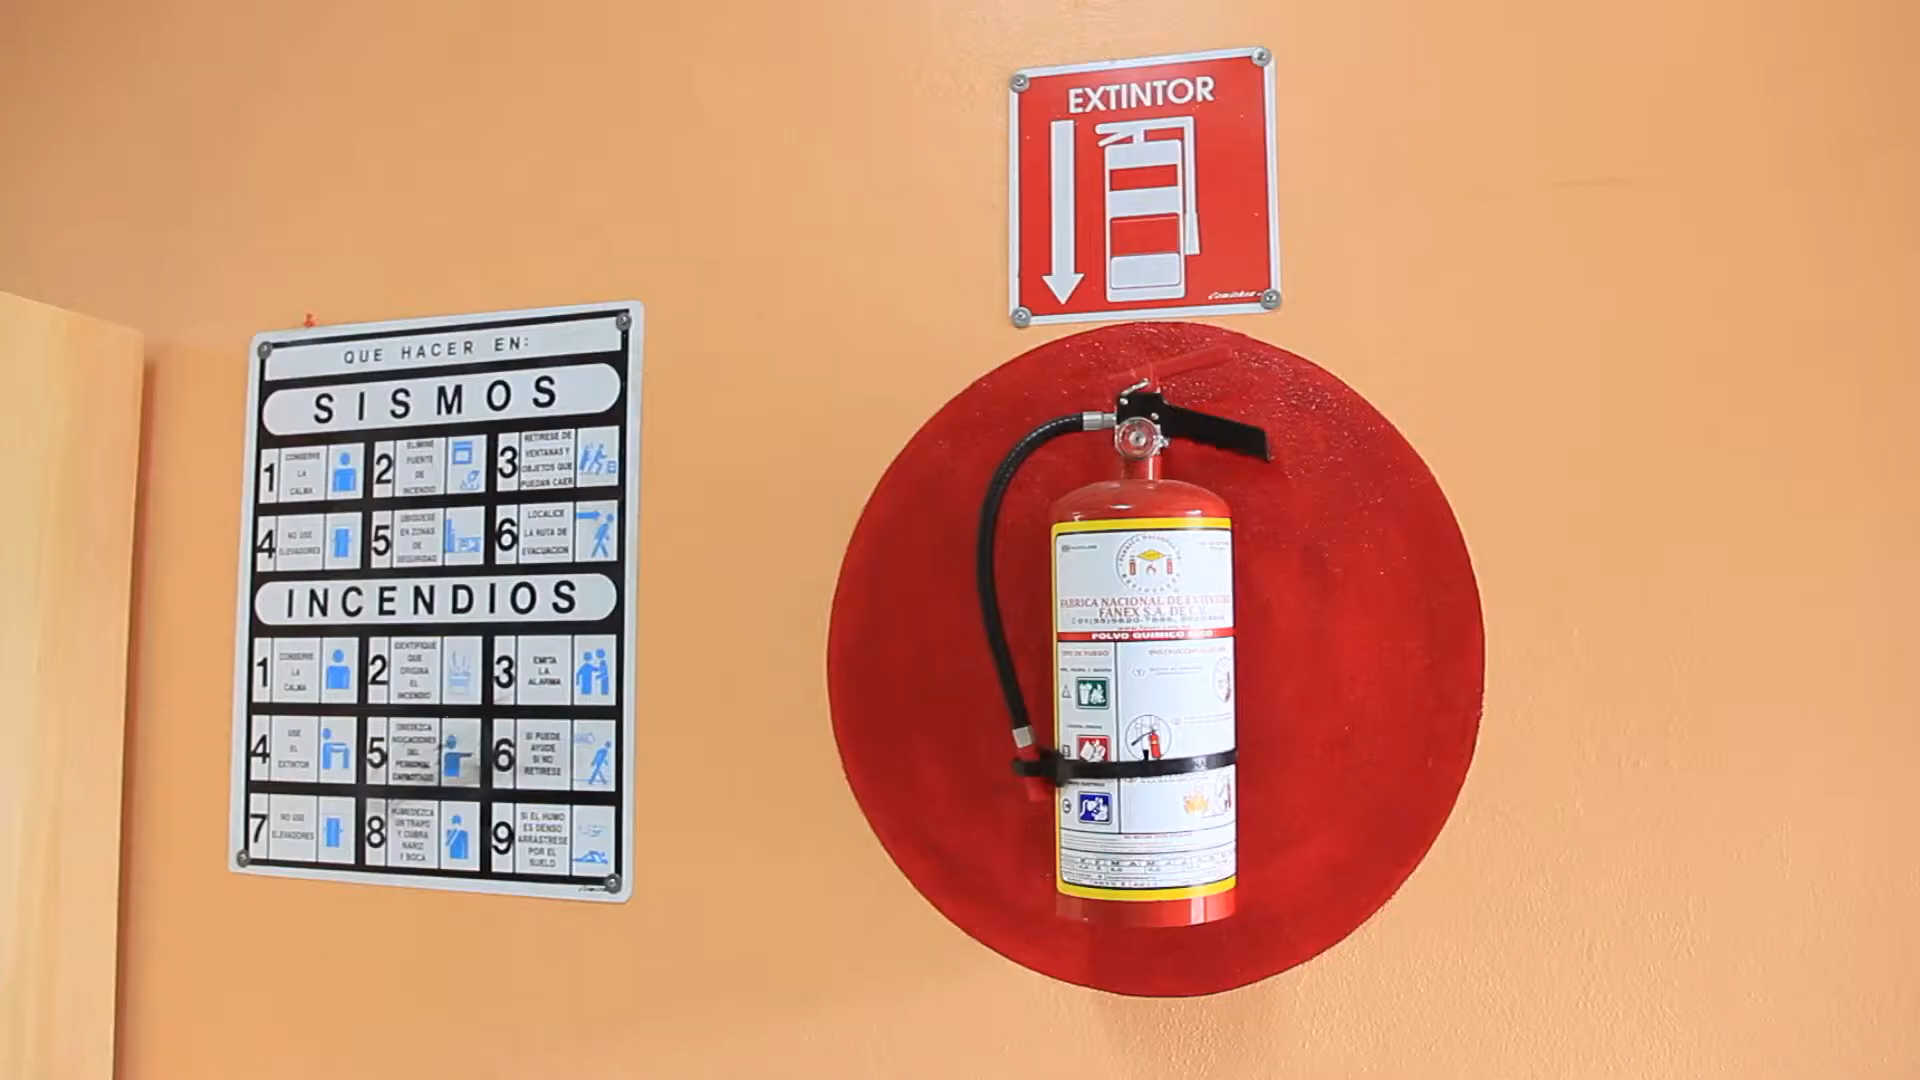 QUE HACER EN:
SISMOS
1
CONSERVE
LA
CALMA
2
ELIMINE
FUENTE
DE
INCENDIO
3
RETIRESE DE
VENTANAS Y
OBJETOS QUE
PUEDAN CAER
4
NO USE
ELEVADORES
5
UBIQUESE
EN ZONAS
DE
SEGURIDAD
6
LOCALICE
LA RUTA DE
EVACUACION
INCENDIOS
1
CONSERVE
LA
CALMA
2
IDENTIFIQUE
QUE
ORIGINA
EL
INCENDIO
3
EMITA
LA
ALARMA
4
USE
EL
EXTINTOR
5
OBEDEZCA
INDICACIONES
DEL
PERSONAL
CAPACITADO
6
SI PUEDE
AYUDE
SI NO
RETIRESE
7
NO USE
ELEVADORES
8
HUMEDEZCA
UN TRAPO
Y CUBRA
NARIZ
Y BOCA
9
SI EL HUMO
ES DENSO
ARRASTRESE
POR EL
SUELO
EXTINTOR
FABRICA NACIONAL DE
FANEX S.A. DE C.V.
POLVO QUIMICO SECO
TIPO DE FUEGO